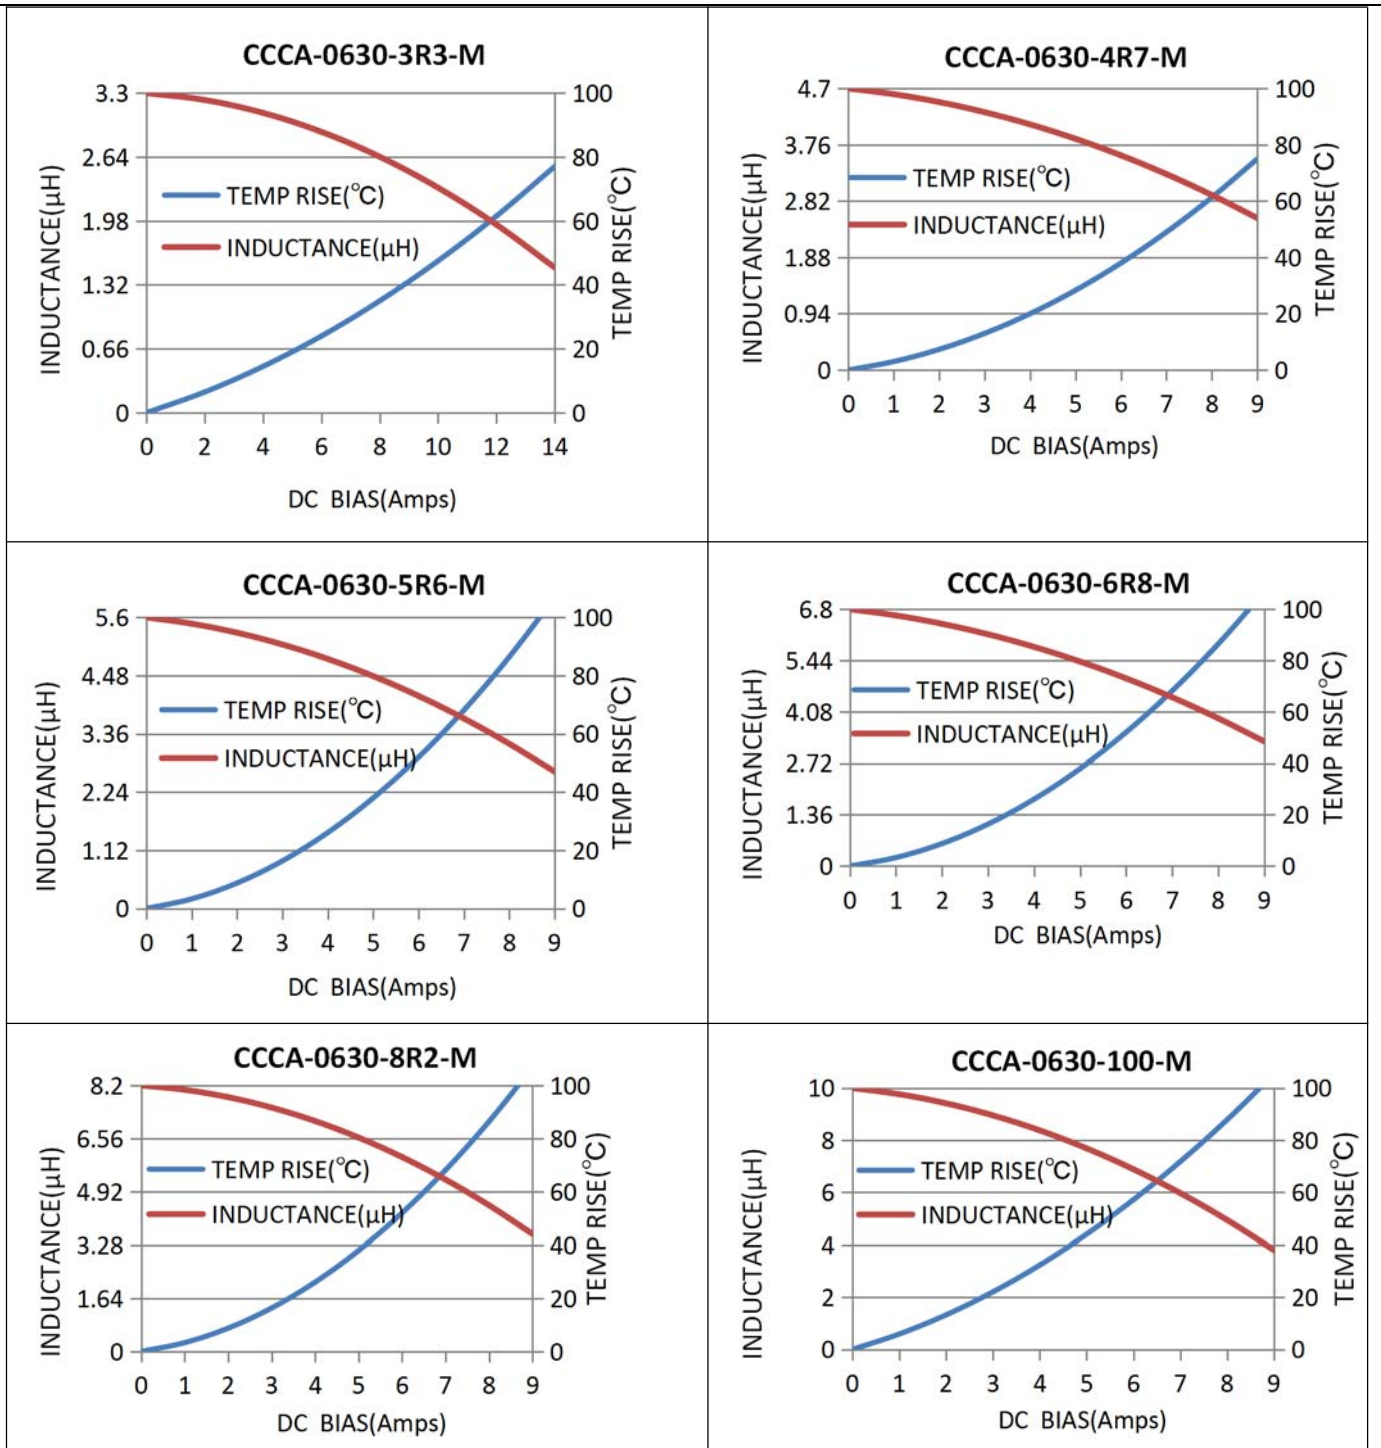 CCCA-0630-3R3-M
3.3
2.64
1.98
1.32
0.66
0
100
80
60
40
20
0
INDUCTANCE(μH)
TEMP RISE(℃)
TEMP RISE(℃)
INDUCTANCE(μH)
0 2 4 6 8 10 12 14
DC BIAS(Amps)
CCCA-0630-4R7-M
4.7
3.76
2.82
1.88
0.94
0
100
80
60
40
20
0
INDUCTANCE(μH)
TEMP RISE(℃)
TEMP RISE(℃)
INDUCTANCE(μH)
0 1 2 3 4 5 6 7 8 9
DC BIAS(Amps)
CCCA-0630-5R6-M
5.6
4.48
3.36
2.24
1.12
0
100
80
60
40
20
0
INDUCTANCE(μH)
TEMP RISE(℃)
TEMP RISE(℃)
INDUCTANCE(μH)
0 1 2 3 4 5 6 7 8 9
DC BIAS(Amps)
CCCA-0630-6R8-M
6.8
5.44
4.08
2.72
1.36
0
100
80
60
40
20
0
INDUCTANCE(μH)
TEMP RISE(℃)
TEMP RISE(℃)
INDUCTANCE(μH)
0 1 2 3 4 5 6 7 8 9
DC BIAS(Amps)
CCCA-0630-8R2-M
8.2
6.56
4.92
3.28
1.64
0
100
80
60
40
20
0
INDUCTANCE(μH)
TEMP RISE(℃)
TEMP RISE(℃)
INDUCTANCE(μH)
0 1 2 3 4 5 6 7 8 9
DC BIAS(Amps)
CCCA-0630-100-M
10
8
6
4
2
0
100
80
60
40
20
0
INDUCTANCE(μH)
TEMP RISE(℃)
TEMP RISE(℃)
INDUCTANCE(μH)
0 1 2 3 4 5 6 7 8 9
DC BIAS(Amps)